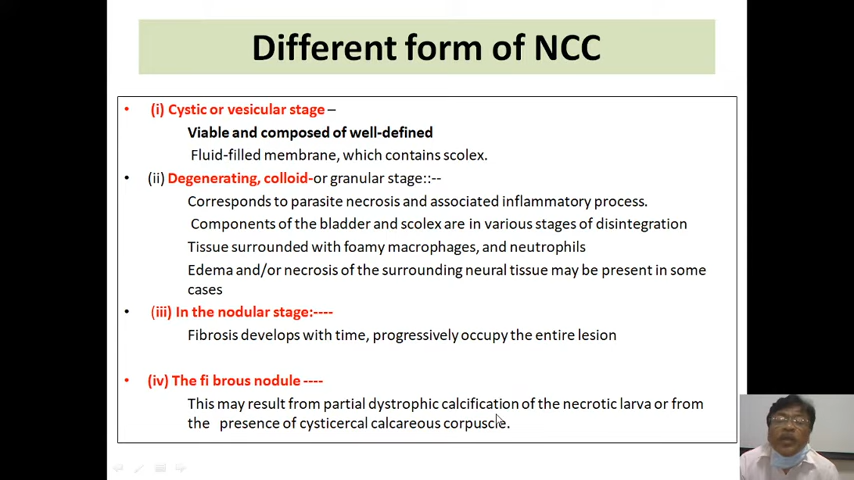 Different form of NCC
• (i) Cystic or vesicular stage –
Viable and composed of well-defined
Fluid-filled membrane, which contains scolex.
• (ii) Degenerating, colloid-or granular stage::--
Corresponds to parasite necrosis and associated inflammatory process.
Components of the bladder and scolex are in various stages of disintegration
Tissue surrounded with foamy macrophages, and neutrophils
Edema and/or necrosis of the surrounding neural tissue may be present in some
cases
• (iii) In the nodular stage:----
Fibrosis develops with time, progressively occupy the entire lesion
• (iv) The fi brous nodule ----
This may result from partial dystrophic calcification of the necrotic larva or from
the presence of cysticercal calcareous corpuscle.